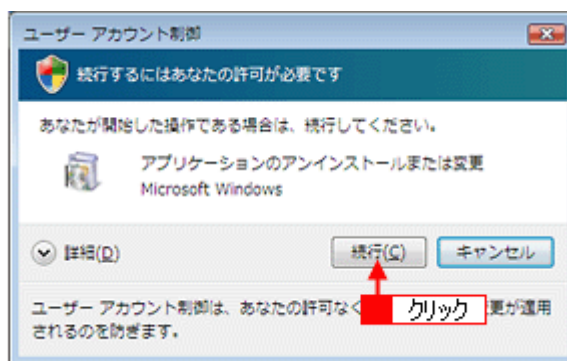 ユーザー アカウント制御
続行するにはあなたの許可が必要です
あなたが開始した操作である場合は、続行してください。
アプリケーションのアンインストールまたは変更
Microsoft Windows
詳細(D)
続行(C)
キャンセル
クリック
ユーザー アカウント制御は、あなたの許可なく 更が適用
されるのを防ぎます。